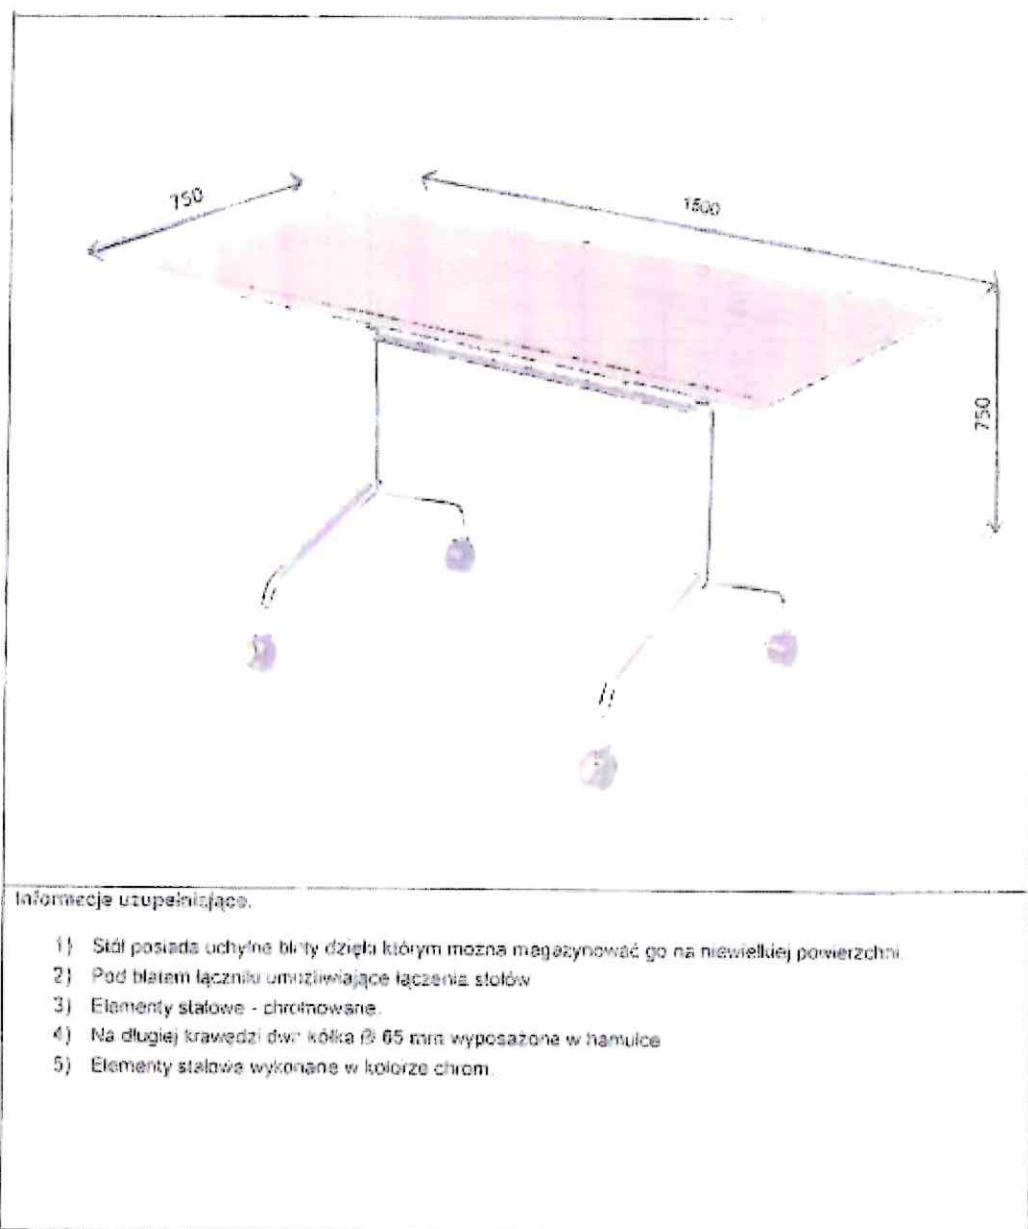 750
1500
750
Informacje uzupełniające.
1) Stół posiada uchylne blaty dzięki którym można magazynować go na niewielkiej powierzchni.
2) Pod blatem łączniki umożliwiające łączenia stołów
3) Elementy stalowe - chromowane.
4) Na długiej krawędzi dwa kółka Ø 65 mm wyposażone w hamulce
5) Elementy stalowe wykonane w kolorze chrom.